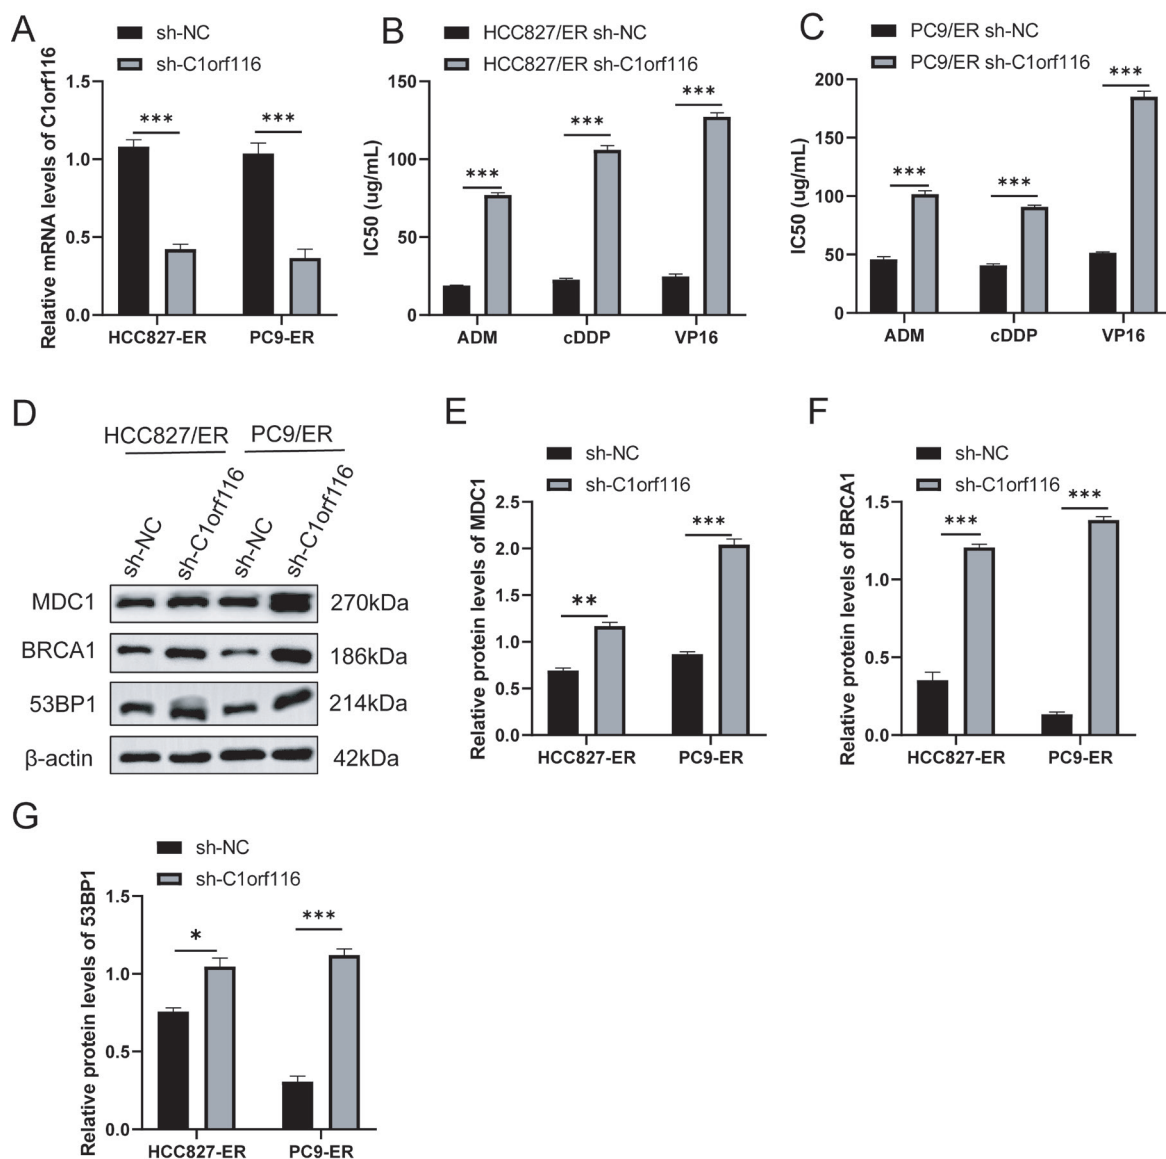 A
sh-NC
sh-C1orf116
Relative mRNA levels of C1orf116
1.5
1.0
0.5
0.0
***
***
HCC827-ER
PC9-ER
B
HCC827/ER sh-NC
HCC827/ER sh-C1orf116
IC50 (ug/mL)
150
100
50
0
***
***
***
ADM
cDDP
VP16
C
PC9/ER sh-NC
PC9/ER sh-C1orf116
IC50 (ug/mL)
200
150
100
50
0
***
***
***
ADM
cDDP
VP16
D
HCC827/ER
PC9/ER
sh-NC
sh-C1orf116
sh-NC
sh-C1orf116
MDC1
270kDa
BRCA1
186kDa
53BP1
214kDa
β-actin
42kDa
E
sh-NC
sh-C1orf116
Relative protein levels of MDC1
2.5
2.0
1.5
1.0
0.5
0.0
**
***
HCC827-ER
PC9-ER
F
sh-NC
sh-C1orf116
Relative protein levels of BRCA1
1.5
1.0
0.5
0.0
***
***
HCC827-ER
PC9-ER
G
sh-NC
sh-C1orf116
Relative protein levels of 53BP1
1.5
1.0
0.5
0.0
*
***
HCC827-ER
PC9-ER